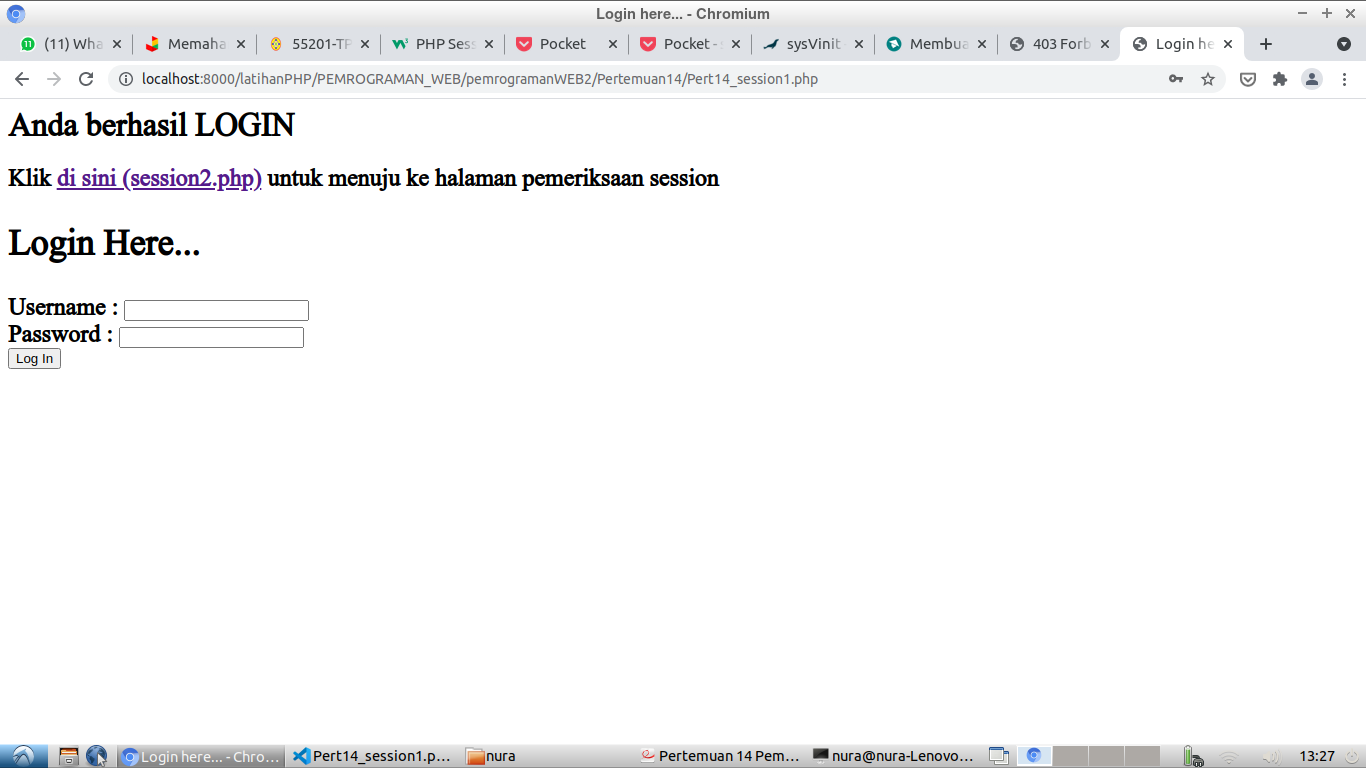 Login here... - Chromium
(11) Wha
Memaha
55201-TP
PHP Ses
Pocket
Pocket -
sysVinit
Membua
403 Forb
Login he
localhost:8000/latihanPHP/PEMROGRAMAN_WEB/pemrogramanWEB2/Pertemuan14/Pert14_session1.php
Anda berhasil LOGIN
Klik di sini (session2.php) untuk menuju ke halaman pemeriksaan session
Login Here...
Username :
Password :
Log In
Login here... - Chro...
Pert14_session1.p...
nura
Pertemuan 14 Pem...
nura@nura-Lenovo...
13:27